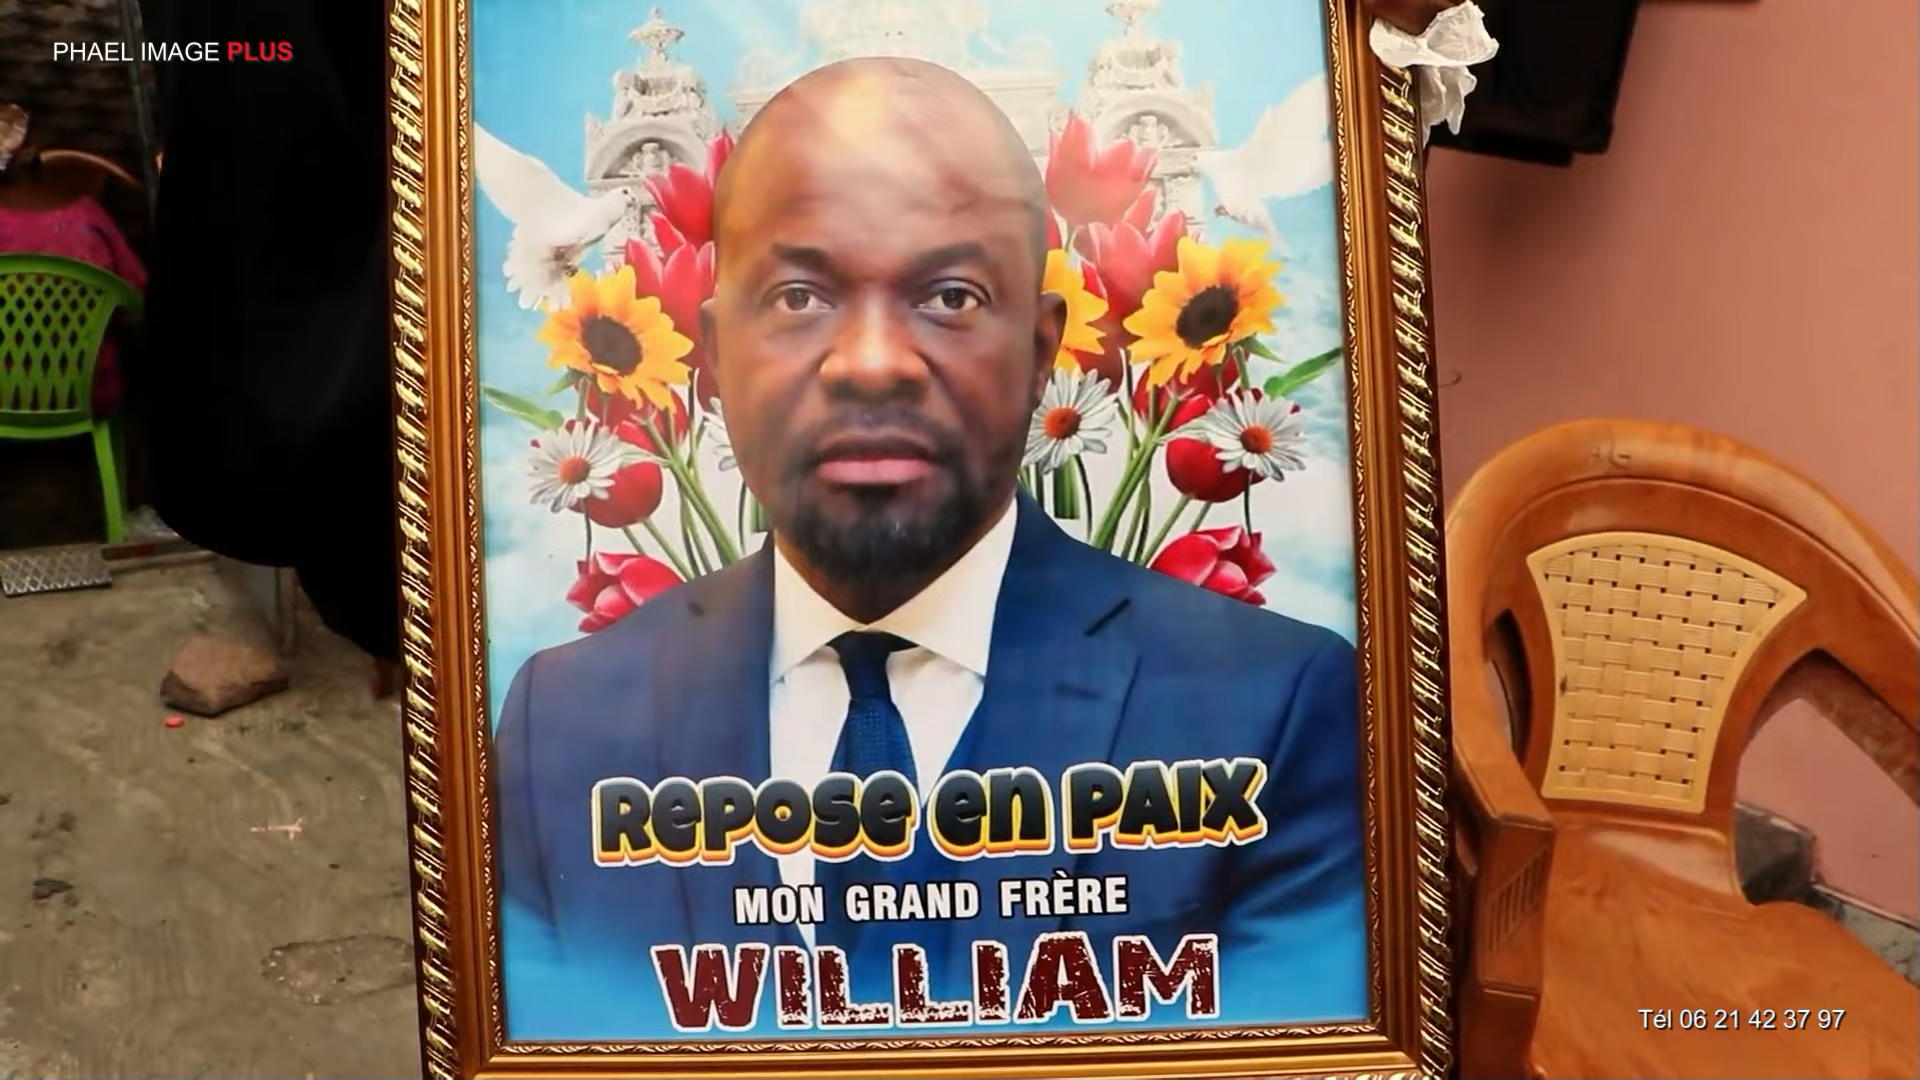 PHAEL IMAGE PLUS
REPOSE EN PAIX
MON GRAND FRÈRE
WILLIAM
Tél 06 21 42 37 97